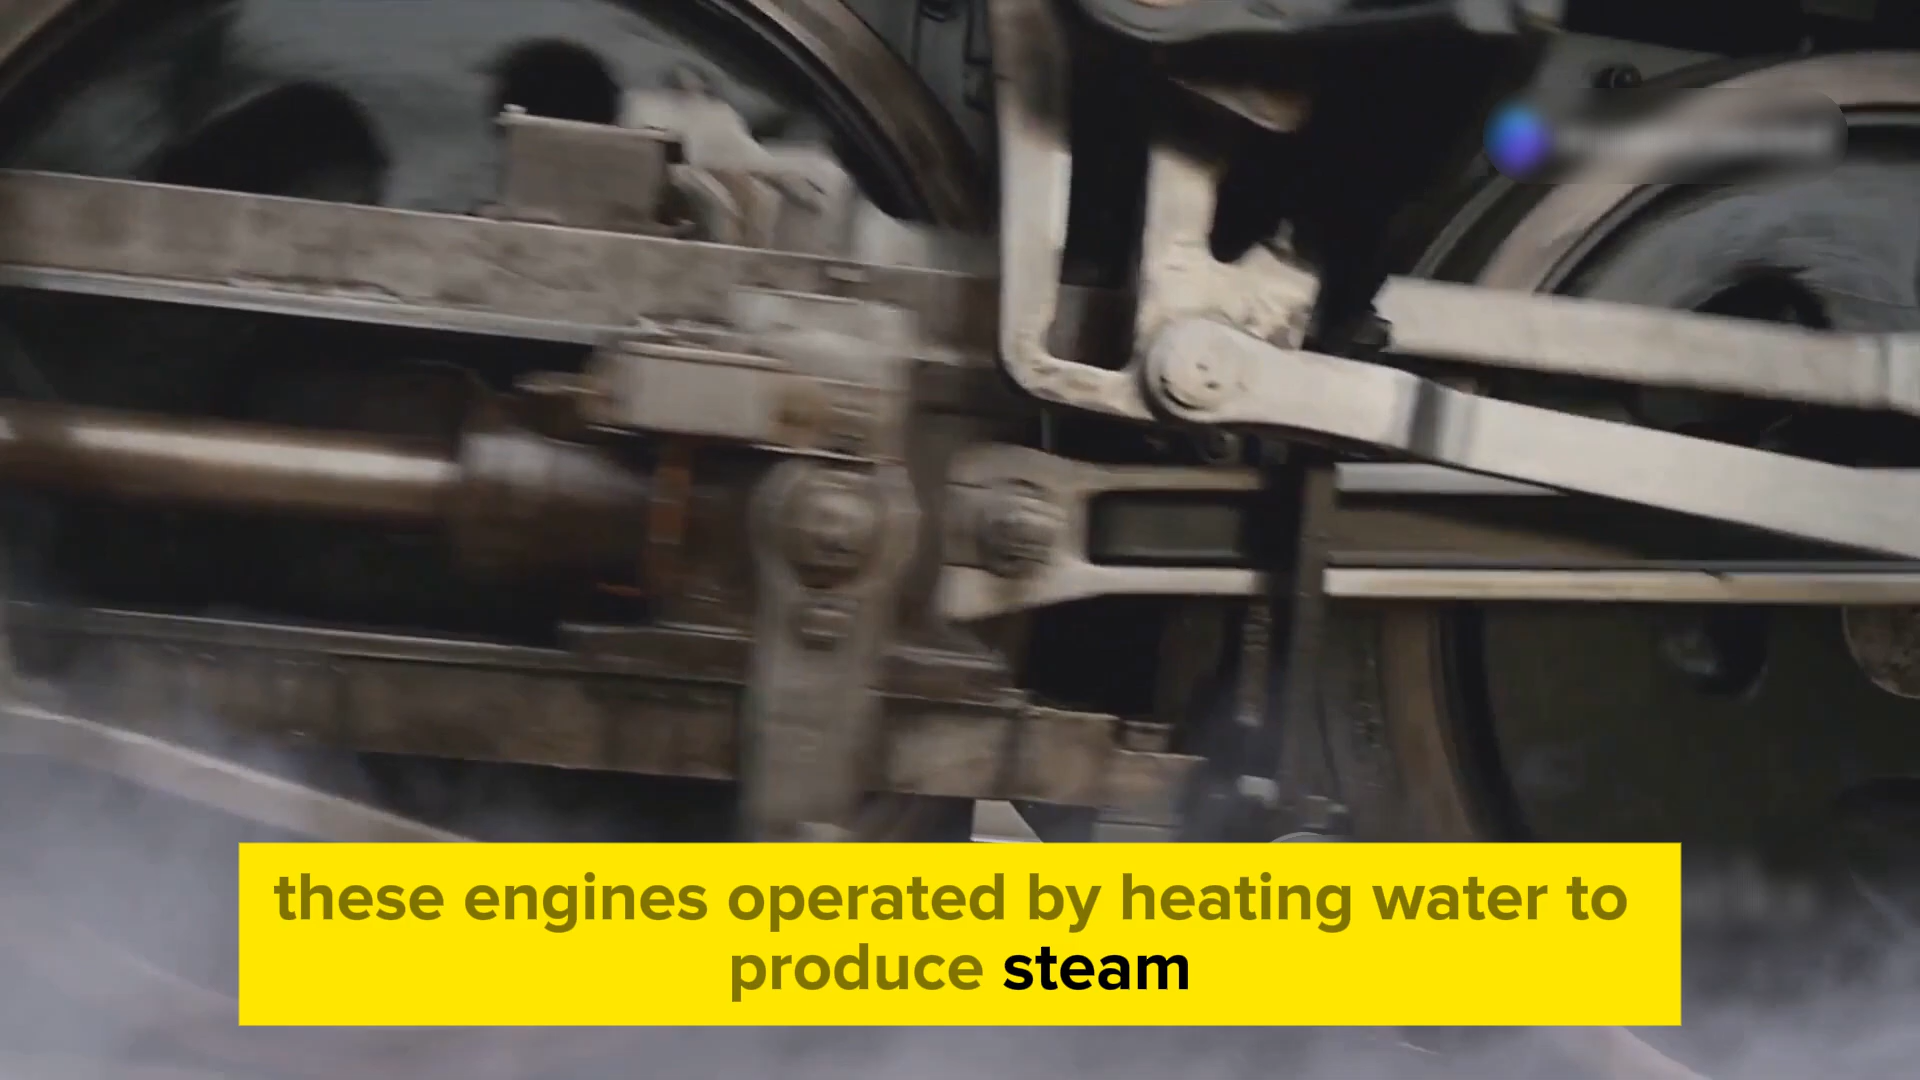 these engines operated by heating water to
produce steam